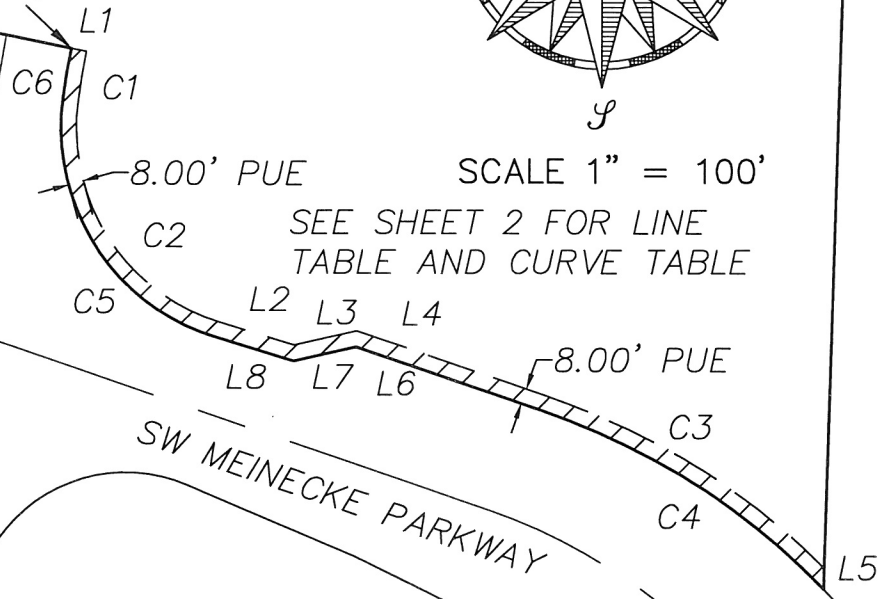 L1
C6
C1
S
8.00' PUE
SCALE 1" = 100'
SEE SHEET 2 FOR LINE
TABLE AND CURVE TABLE
C2
C5
L2
L3
L4
L8
L7
L6
8.00' PUE
C3
C4
SW MEINECKE PARKWAY
L5